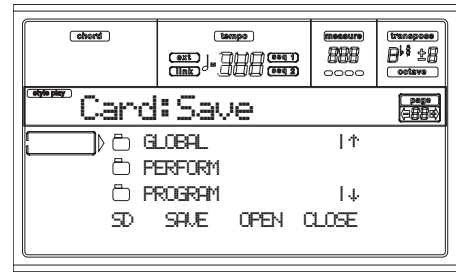 chord tempo measure transpose
ext seq 1
link seq 2
octave
style play page
Card:Save
GLOBAL
PERFORM
PROGRAM
SD SAVE OPEN CLOSE